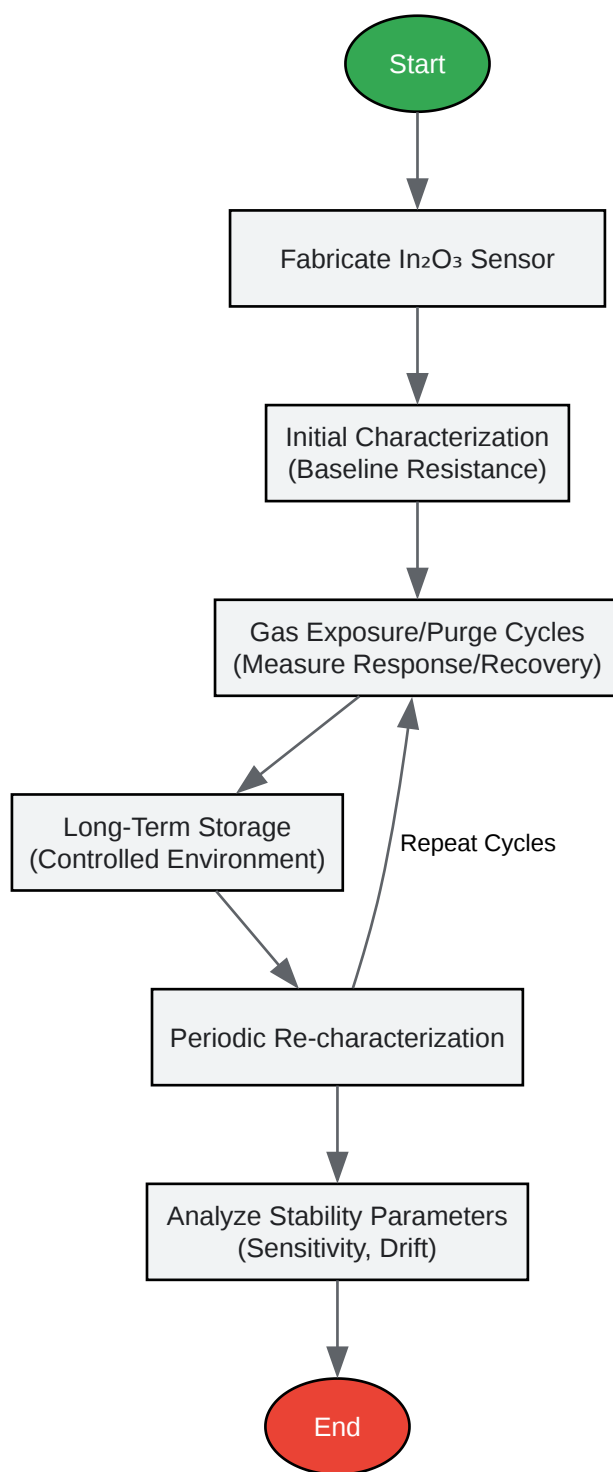 Start
Fabricate In₂O₃ Sensor
Initial Characterization
(Baseline Resistance)
Gas Exposure/Purge Cycles
(Measure Response/Recovery)
Long-Term Storage
(Controlled Environment)
Repeat Cycles
Periodic Re-characterization
Analyze Stability Parameters
(Sensitivity, Drift)
End